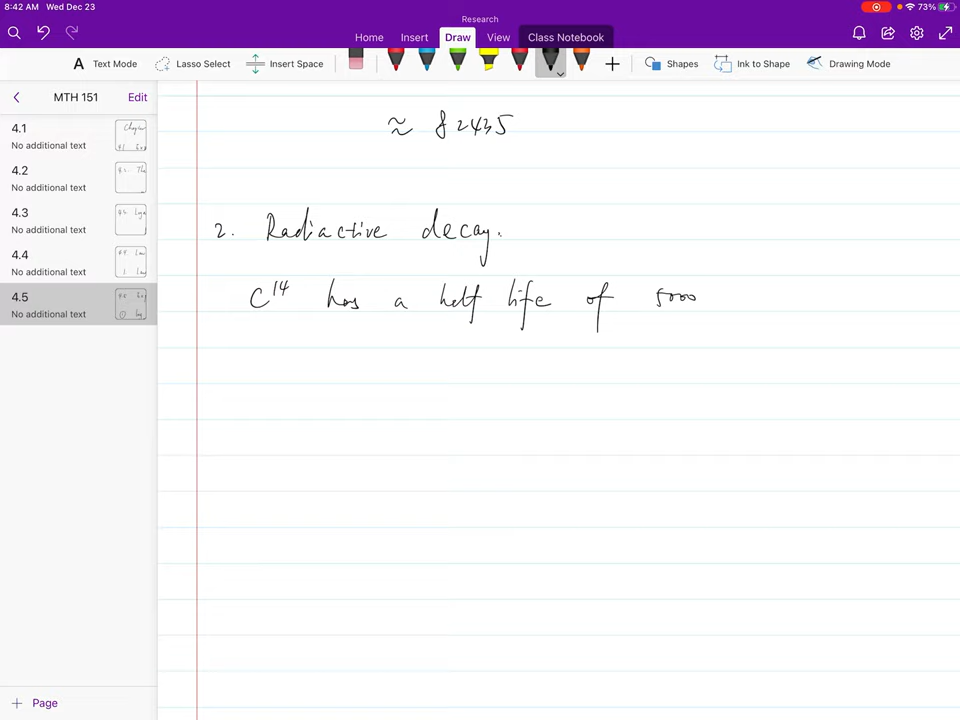 8:42 AM Wed Dec 23
73%
Research
Home Insert Draw View Class Notebook
A Text Mode Lasso Select Insert Space Shapes Ink to Shape Drawing Mode
MTH 151 Edit
4.1
No additional text
4.2
No additional text
4.3
No additional text
4.4
No additional text
4.5
No additional text
Page
≈ 82435
2. Radiactive decay.
C¹⁴ has a half life of 5000